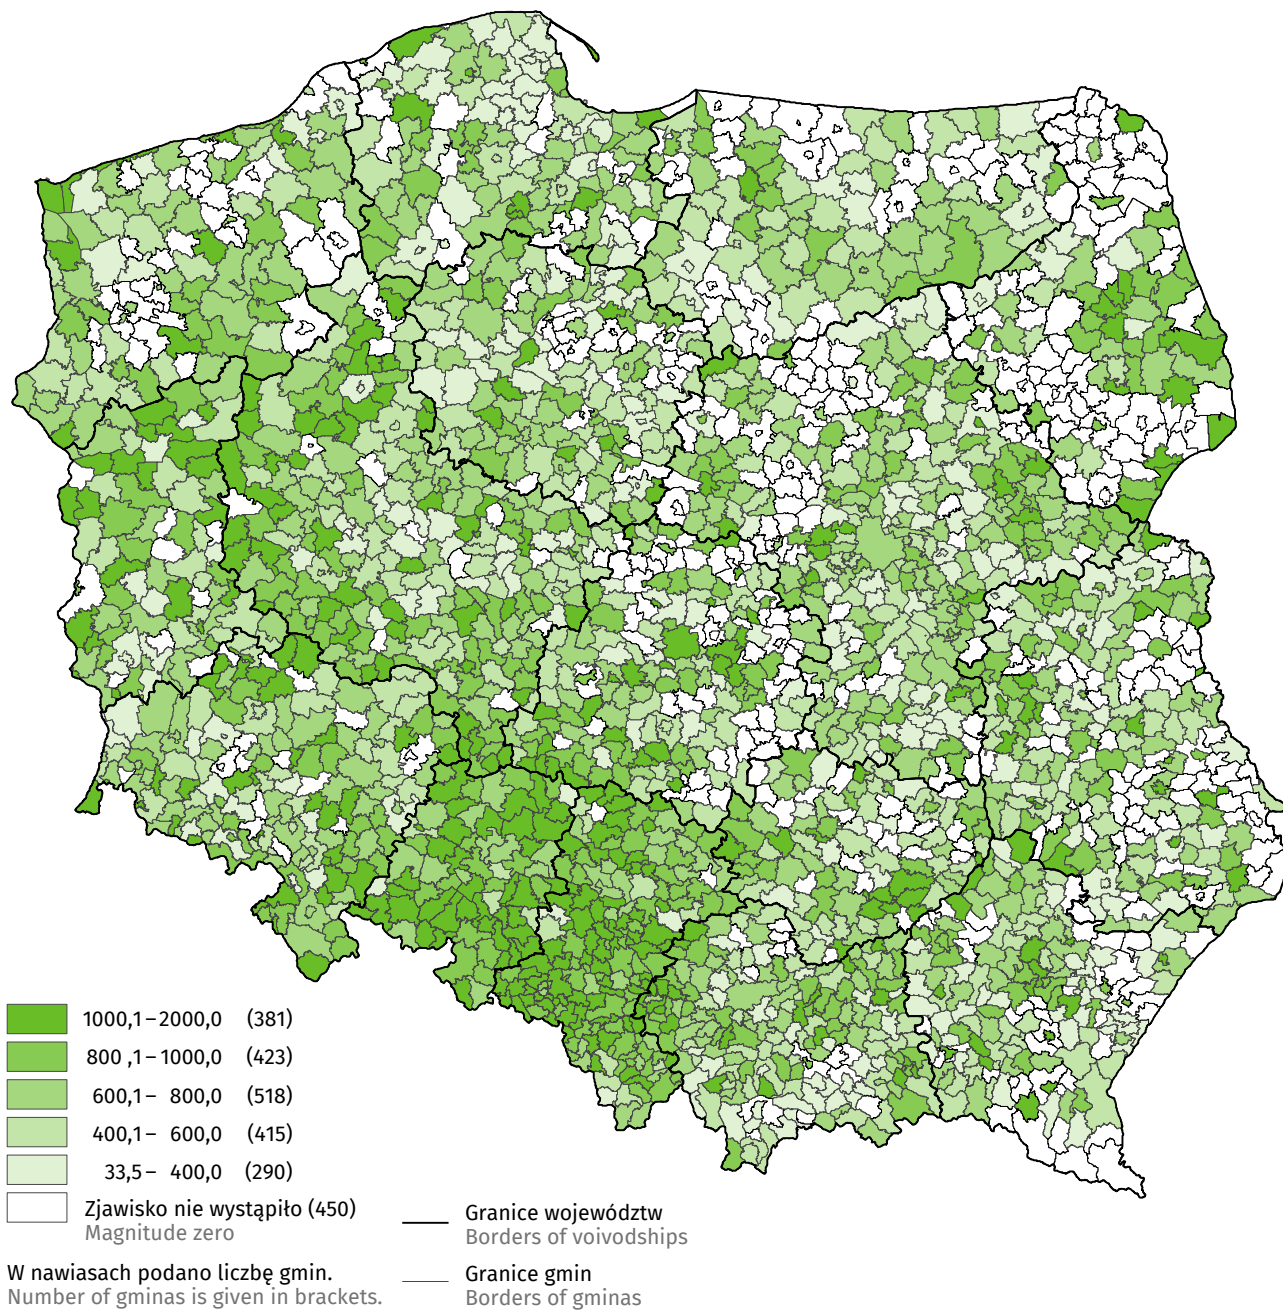 1000,1–2000,0 (381)
800 ,1–1000,0 (423)
600,1– 800,0 (518)
400,1– 600,0 (415)
33,5– 400,0 (290)
Zjawisko nie wystąpiło (450)
Magnitude zero
Granice województw
Borders of voivodships
W nawiasach podano liczbę gmin.
Number of gminas is given in brackets.
Granice gmin
Borders of gminas